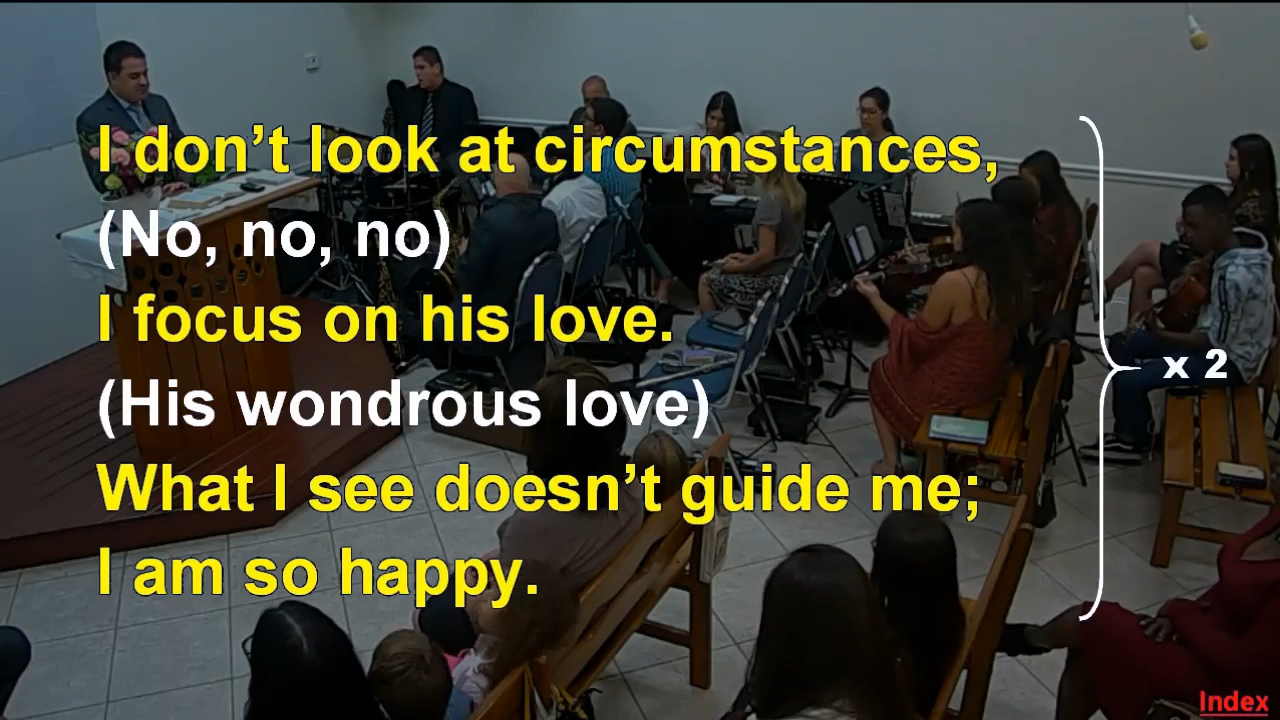 I don’t look at circumstances,
(No, no, no)
I focus on his love.
(His wondrous love)
What I see doesn’t guide me;
I am so happy.
x 2
Index